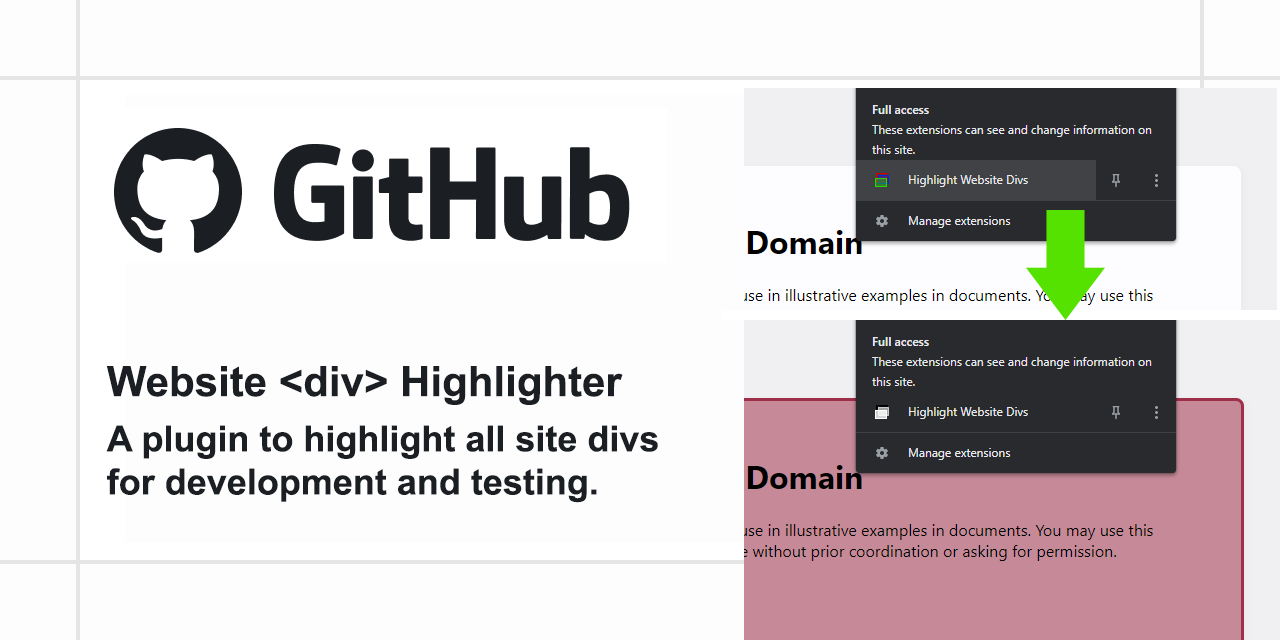 GitHub
Website <div> Highlighter
A plugin to highlight all site divs
for development and testing.
Full access
These extensions can see and change information on
this site.
Highlight Website Divs
Manage extensions
Domain
use in illustrative examples in documents. You may use this
Full access
These extensions can see and change information on
this site.
Highlight Website Divs
Manage extensions
Domain
use in illustrative examples in documents. You may use this
without prior coordination or asking for permission.